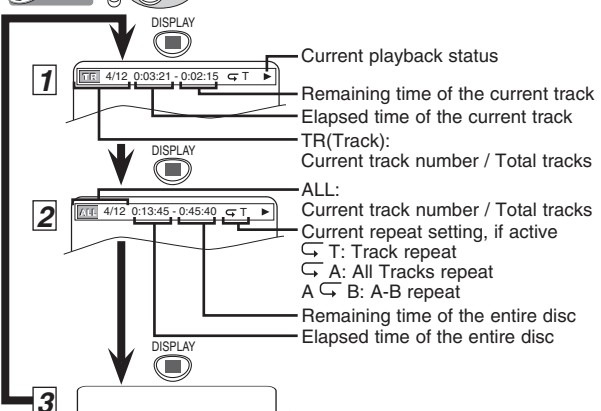 DISPLAY
1
TR 4/12 0:03:21 - 0:02:15 T
Current playback status
Remaining time of the current track
Elapsed time of the current track
TR(Track):
Current track number / Total tracks
DISPLAY
2
ALL 4/12 0:13:45 - 0:45:40 T
ALL:
Current track number / Total tracks
Current repeat setting, if active
T: Track repeat
A: All Tracks repeat
A B: A-B repeat
Remaining time of the entire disc
Elapsed time of the entire disc
DISPLAY
3